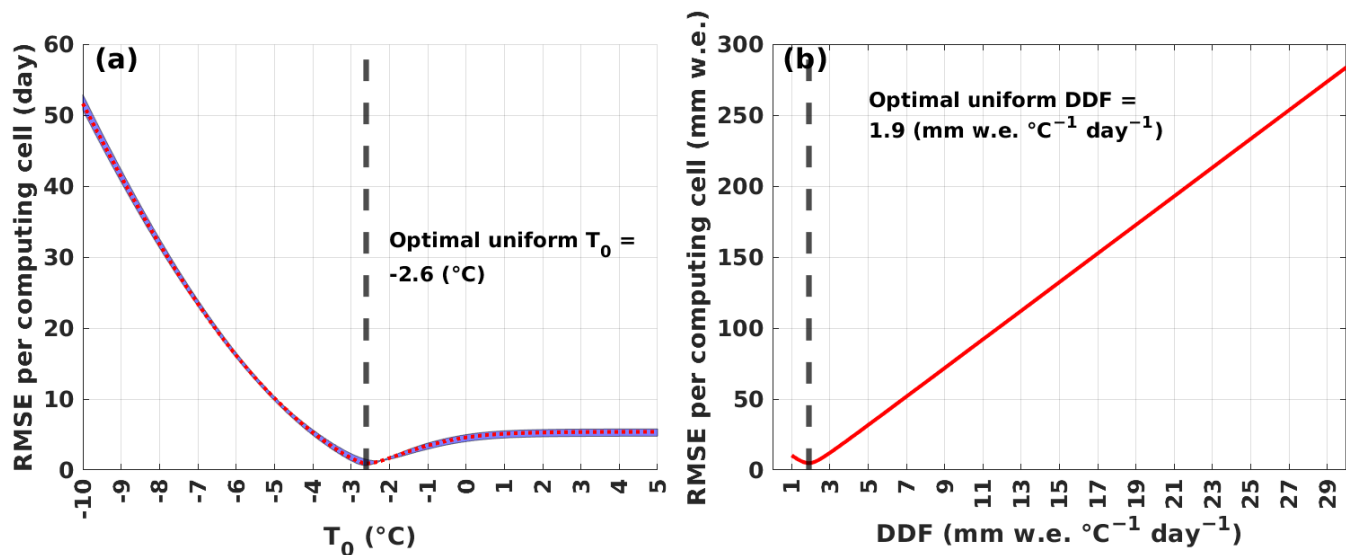 (a)
RMSE per computing cell (day)
60
50
40
30
20
10
0
Optimal uniform T₀ =
-2.6 (°C)
-10 -9 -8 -7 -6 -5 -4 -3 -2 -1 0 1 2 3 4 5
T₀ (°C)
(b)
RMSE per computing cell (mm w.e.)
300
250
200
150
100
50
0
Optimal uniform DDF =
1.9 (mm w.e. °C⁻¹ day⁻¹)
1 3 5 7 9 11 13 15 17 19 21 23 25 27 29
DDF (mm w.e. °C⁻¹ day⁻¹)